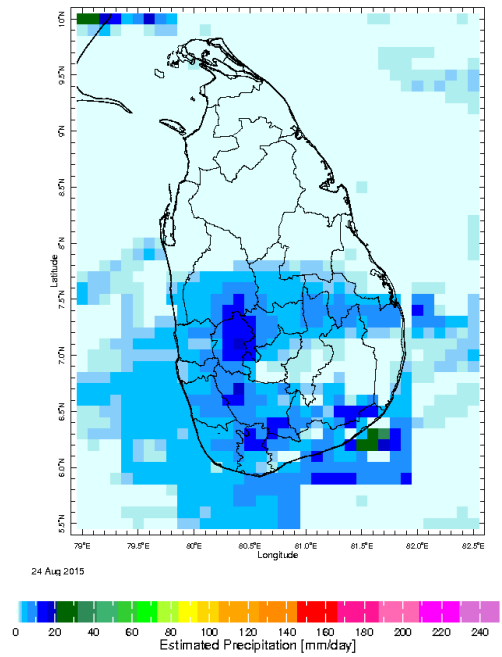 10°N
9.5°N
9°N
8.5°N
8°N
7.5°N
7.0°N
6.5°N
6.0°N
5.5°N
Latitude
79°E 79.5°E 80°E 80.5°E 81.0°E 81.5°E 82°E 82.5°E
Longitude
24 Aug 2015
0 20 40 60 80 100 120 140 160 180 200 220 240
Estimated Precipitation [mm/day]